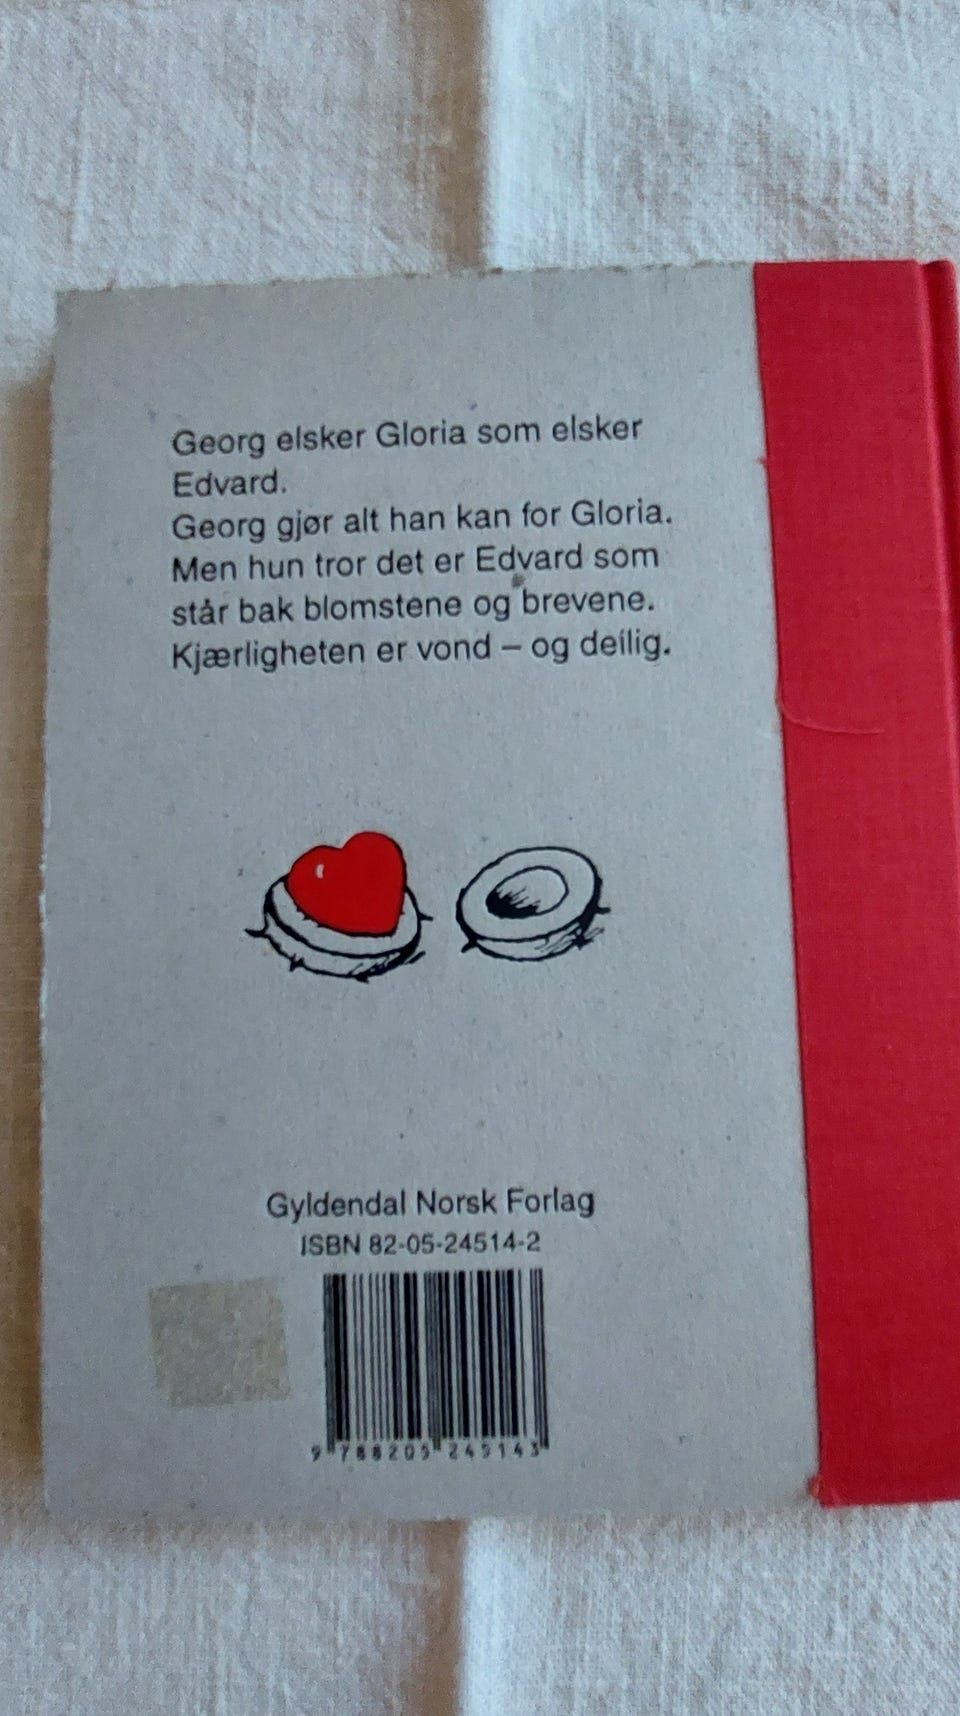 Georg elsker Gloria som elsker
Edvard.
Georg gjør alt han kan for Gloria.
Men hun tror det er Edvard som
står bak blomstene og brevene.
Kjærligheten er vond – og deilig.
Gyldendal Norsk Forlag
ISBN 82-05-24514-2
9 788205 245143